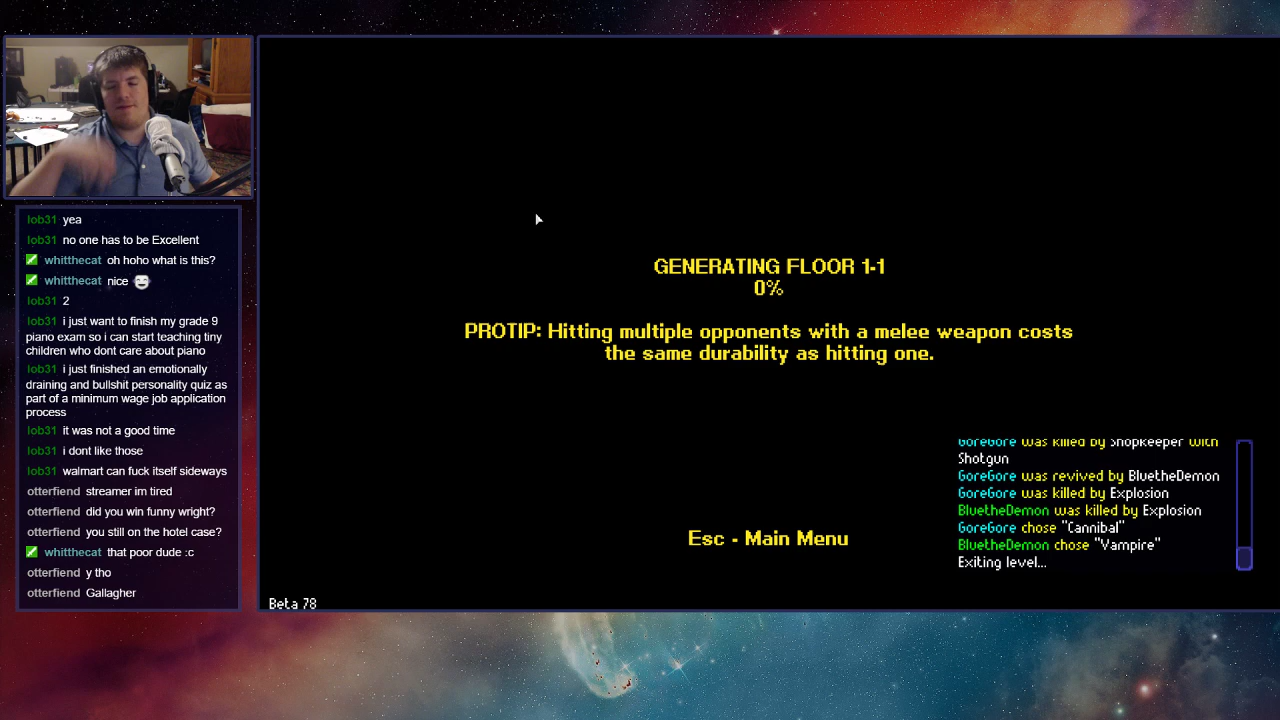 lob31 yea
lob31 no one has to be Excellent
whitthecat oh hoho what is this?
whitthecat nice
lob31 2
lob31 i just want to finish my grade 9
piano exam so i can start teaching tiny
children who dont care about piano
lob31 i just finished an emotionally
draining and bullshit personality quiz as
part of a minimum wage job application
process
lob31 it was not a good time
lob31 i dont like those
lob31 walmart can fuck itself sideways
otterfiend streamer im tired
otterfiend did you win funny wright?
otterfiend you still on the hotel case?
whitthecat that poor dude :c
otterfiend y tho
otterfiend Gallagher
GENERATING FLOOR 1-1
0%
PROTIP: Hitting multiple opponents with a melee weapon costs
the same durability as hitting one.
GoreGore was killed by Shopkeeper with
Shotgun
GoreGore was revived by BluetheDemon
GoreGore was killed by Explosion
BluetheDemon was killed by Explosion
GoreGore chose "Cannibal"
BluetheDemon chose "Vampire"
Exiting level...
Esc - Main Menu
Beta 78